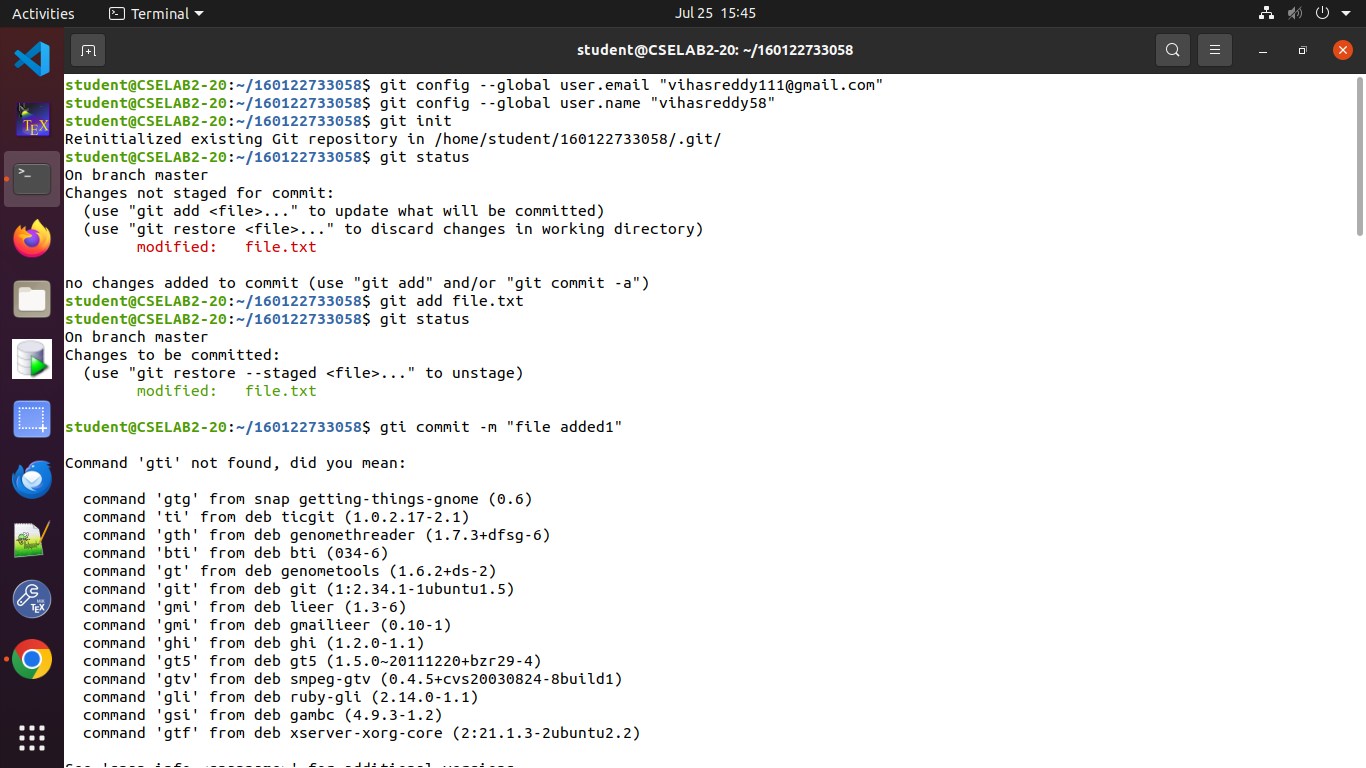 Activities Terminal Jul 25 15:45
student@CSELAB2-20: ~/160122733058
student@CSELAB2-20:~/160122733058$ git config --global user.email "vihasreddy111@gmail.com"
student@CSELAB2-20:~/160122733058$ git config --global user.name "vihasreddy58"
student@CSELAB2-20:~/160122733058$ git init
Reinitialized existing Git repository in /home/student/160122733058/.git/
student@CSELAB2-20:~/160122733058$ git status
On branch master
Changes not staged for commit:
  (use "git add <file>..." to update what will be committed)
  (use "git restore <file>..." to discard changes in working directory)
        modified:   file.txt

no changes added to commit (use "git add" and/or "git commit -a")
student@CSELAB2-20:~/160122733058$ git add file.txt
student@CSELAB2-20:~/160122733058$ git status
On branch master
Changes to be committed:
  (use "git restore --staged <file>..." to unstage)
        modified:   file.txt

student@CSELAB2-20:~/160122733058$ gti commit -m "file added1"

Command 'gti' not found, did you mean:

  command 'gtg' from snap getting-things-gnome (0.6)
  command 'ti' from deb ticgit (1.0.2.17-2.1)
  command 'gth' from deb genomethreader (1.7.3+dfsg-6)
  command 'bti' from deb bti (034-6)
  command 'gt' from deb genometools (1.6.2+ds-2)
  command 'git' from deb git (1:2.34.1-1ubuntu1.5)
  command 'gmi' from deb lieer (1.3-6)
  command 'gmi' from deb gmailieer (0.10-1)
  command 'ghi' from deb ghi (1.2.0-1.1)
  command 'gt5' from deb gt5 (1.5.0~20111220+bzr29-4)
  command 'gtv' from deb smpeg-gtv (0.4.5+cvs20030824-8build1)
  command 'gli' from deb ruby-gli (2.14.0-1.1)
  command 'gsi' from deb gambc (4.9.3-1.2)
  command 'gtf' from deb xserver-xorg-core (2:21.1.3-2ubuntu2.2)